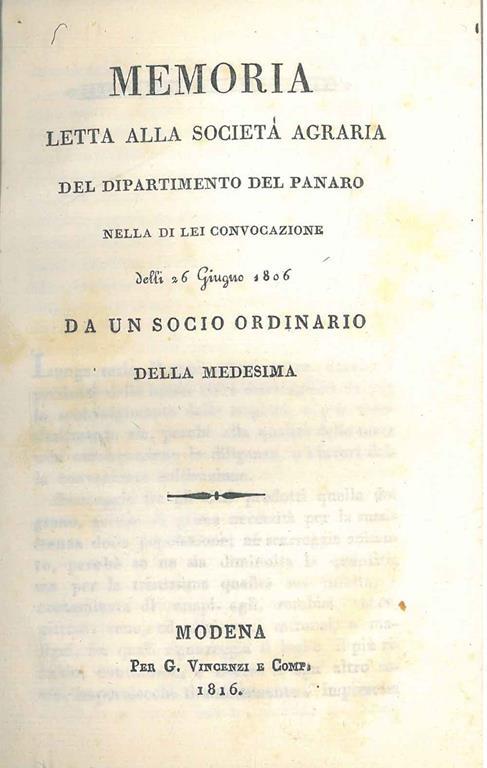 MEMORIA
LETTA ALLA SOCIETÁ AGRARIA
DEL DIPARTIMENTO DEL PANARO
NELLA DI LEI CONVOCAZIONE
delli 26 Giugno 1806
DA UN SOCIO ORDINARIO
DELLA MEDESIMA
MODENA
PER G. VINCENZI E COMP.
1816.